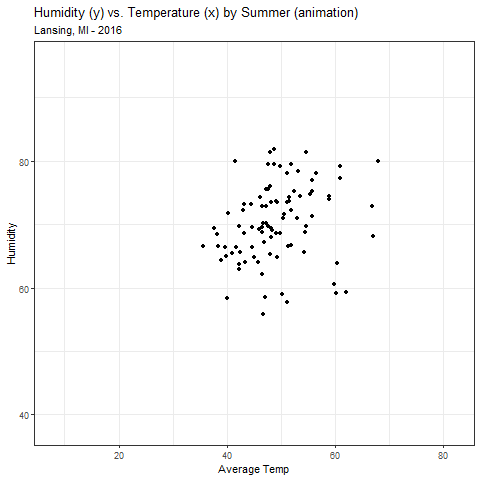 Humidity (y) vs. Temperature (x) by Summer (animation)
Lansing, MI - 2016
80
60
40
Humidity
20
40
60
80
Average Temp